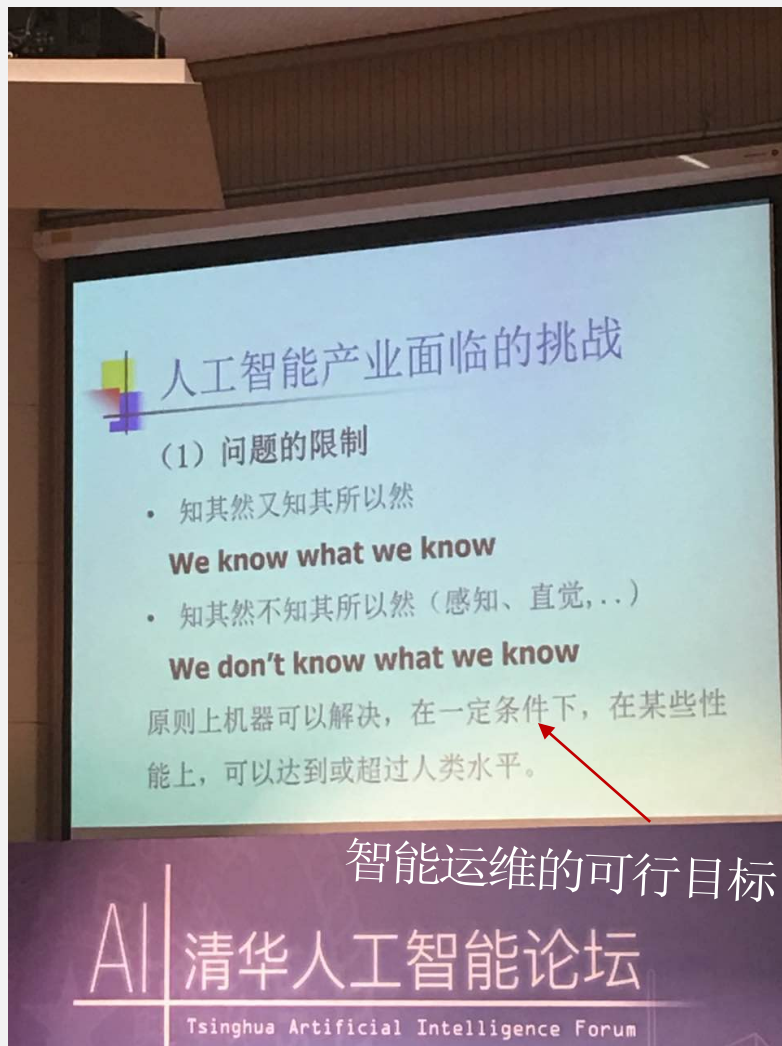 人工智能产业面临的挑战
（1）问题的限制
• 知其然又知其所以然
We know what we know
• 知其然不知其所以然（感知、直觉,..）
We don't know what we know
原则上机器可以解决，在一定条件下，在某些性
能上，可以达到或超过人类水平。
智能运维的可行目标
AI 清华人工智能论坛
Tsinghua Artificial Intelligence Forum